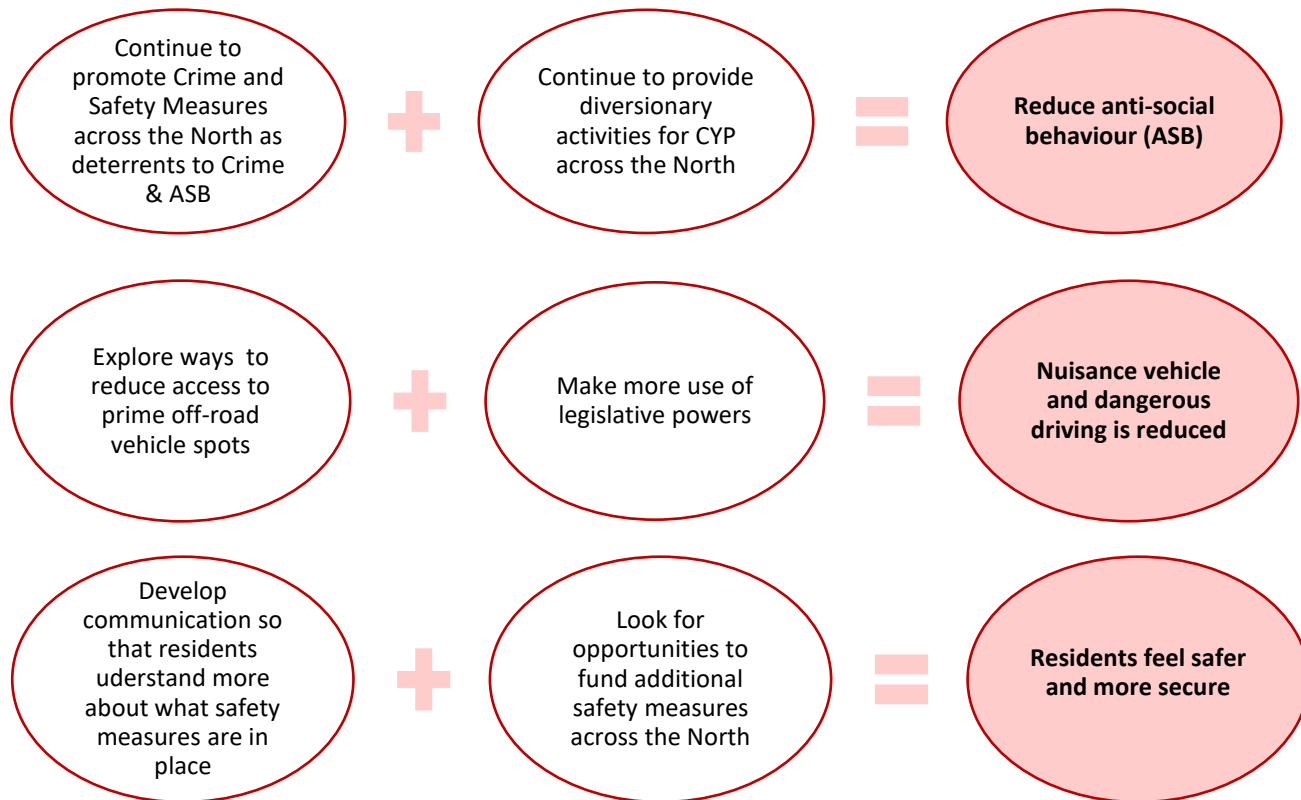 Continue to
promote Crime and
Safety Measures
across the North as
deterrents to Crime
& ASB
Continue to provide
diversionary
activities for CYP
across the North
Reduce anti-social
behaviour (ASB)
Explore ways to
reduce access to
prime off-road
vehicle spots
Make more use of
legislative powers
Nuisance vehicle
and dangerous
driving is reduced
Develop
communication so
that residents
uderstand more
about what safety
measures are in
place
Look for
opportunities to
fund additional
safety measures
across the North
Residents feel safer
and more secure